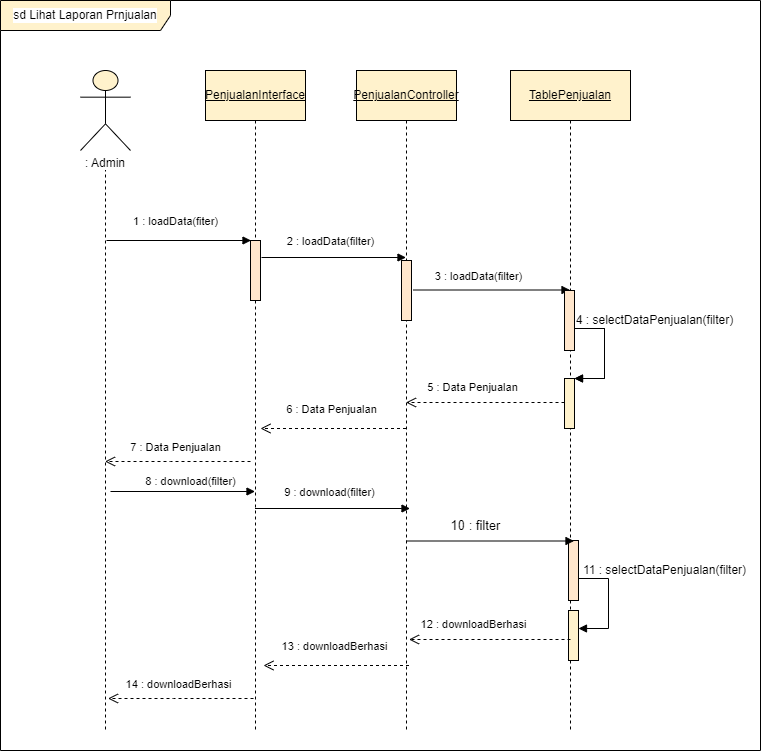 sd Lihat Laporan Prnjualan
PenjualanInterface
PenjualanController
TablePenjualan
: Admin
1 : loadData(fiter)
2 : loadData(filter)
3 : loadData(filter)
4 : selectDataPenjualan(filter)
5 : Data Penjualan
6 : Data Penjualan
7 : Data Penjualan
8 : download(filter)
9 : download(filter)
10 : filter
11 : selectDataPenjualan(filter)
12 : downloadBerhasi
13 : downloadBerhasi
14 : downloadBerhasi